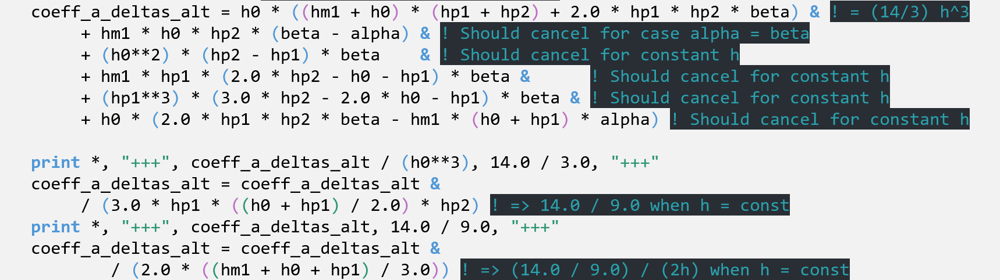 coeff_a_deltas_alt = h0 * ((hm1 + h0) * (hp1 + hp2) + 2.0 * hp1 * hp2 * beta) & ! = (14/3) h^3
+ hm1 * h0 * hp2 * (beta - alpha) & ! Should cancel for case alpha = beta
+ (h0**2) * (hp2 - hp1) * beta & ! Should cancel for constant h
+ hm1 * hp1 * (2.0 * hp2 - h0 - hp1) * beta & ! Should cancel for constant h
+ (hp1**3) * (3.0 * hp2 - 2.0 * h0 - hp1) * beta & ! Should cancel for constant h
+ h0 * (2.0 * hp1 * hp2 * beta - hm1 * (h0 + hp1) * alpha) ! Should cancel for constant h
print *, "+++", coeff_a_deltas_alt / (h0**3), 14.0 / 3.0, "+++"
coeff_a_deltas_alt = coeff_a_deltas_alt &
/ (3.0 * hp1 * ((h0 + hp1) / 2.0) * hp2) ! => 14.0 / 9.0 when h = const
print *, "+++", coeff_a_deltas_alt, 14.0 / 9.0, "+++"
coeff_a_deltas_alt = coeff_a_deltas_alt &
/ (2.0 * ((hm1 + h0 + hp1) / 3.0)) ! => (14.0 / 9.0) / (2h) when h = const